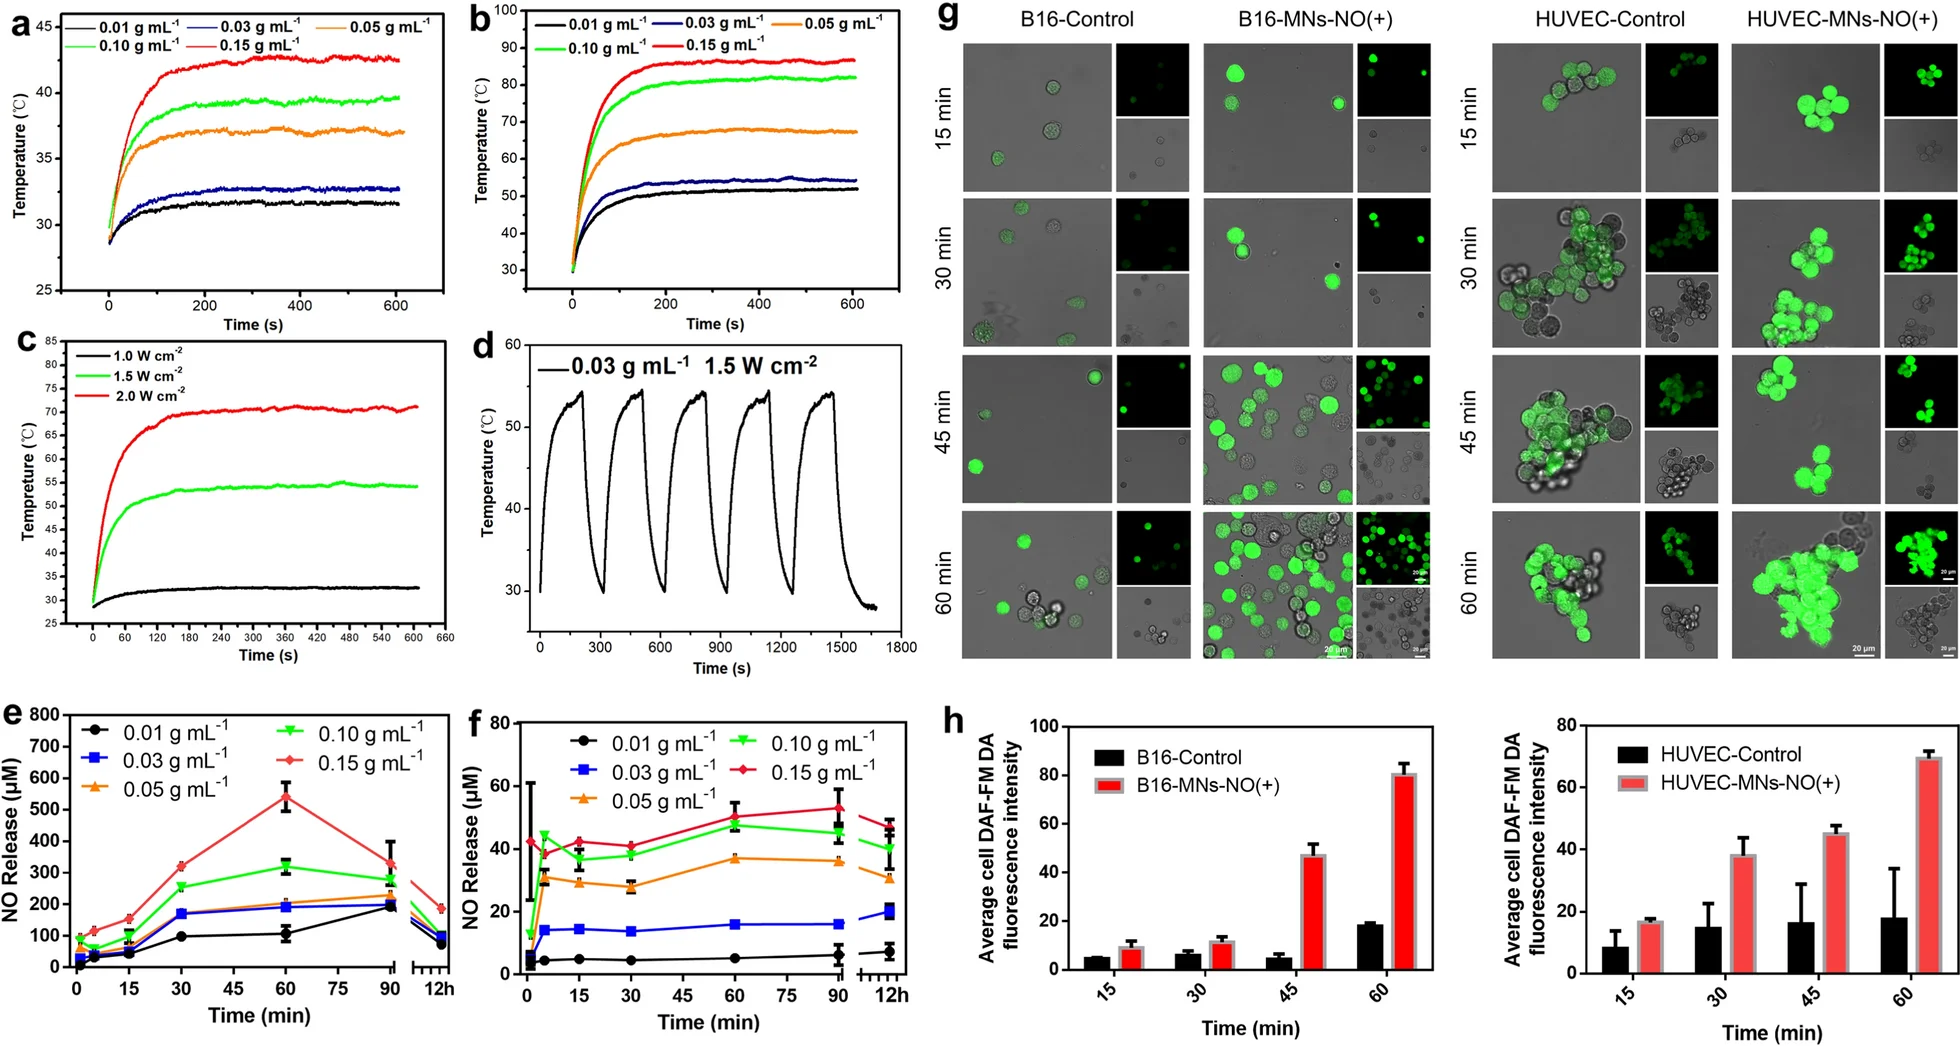 a
45
40
35
30
25
Temperature (℃)
0.01 g mL-1 0.03 g mL-1 0.05 g mL-1
0.10 g mL-1 0.15 g mL-1
0 200 400 600
Time (s)
b
100
90
80
70
60
50
40
30
Temperature (℃)
0.01 g mL-1 0.03 g mL-1 0.05 g mL-1
0.10 g mL-1 0.15 g mL-1
0 200 400 600
Time (s)
c
85
80
75
70
65
60
55
50
45
40
35
30
25
Tempreture (℃)
1.0 W cm-2
1.5 W cm-2
2.0 W cm-2
0 60 120 180 240 300 360 420 480 540 600 660
Time (s)
d
60
50
40
30
Temperature (℃)
0.03 g mL-1 1.5 W cm-2
0 300 600 900 1200 1500 1800
Time (s)
e
800
700
600
500
400
300
200
100
0
NO Release (μM)
0.01 g mL-1 0.10 g mL-1
0.03 g mL-1 0.15 g mL-1
0.05 g mL-1
0 15 30 45 60 75 90 12h
Time (min)
f
80
60
40
20
0
NO Release (μM)
0.01 g mL-1 0.10 g mL-1
0.03 g mL-1 0.15 g mL-1
0.05 g mL-1
0 15 30 45 60 75 90 12h
Time (min)
g
B16-Control B16-MNs-NO(+) HUVEC-Control HUVEC-MNs-NO(+)
15 min 15 min
30 min 30 min
45 min 45 min
60 min 60 min
20 μm 20 μm 20 μm 20 μm
h
100
80
60
40
20
0
Average cell DAF-FM DA
fluorescence intensity
B16-Control
B16-MNs-NO(+)
15 30 45 60
Time (min)
80
60
40
20
0
Average cell DAF-FM DA
fluorescence intensity
HUVEC-Control
HUVEC-MNs-NO(+)
15 30 45 60
Time (min)